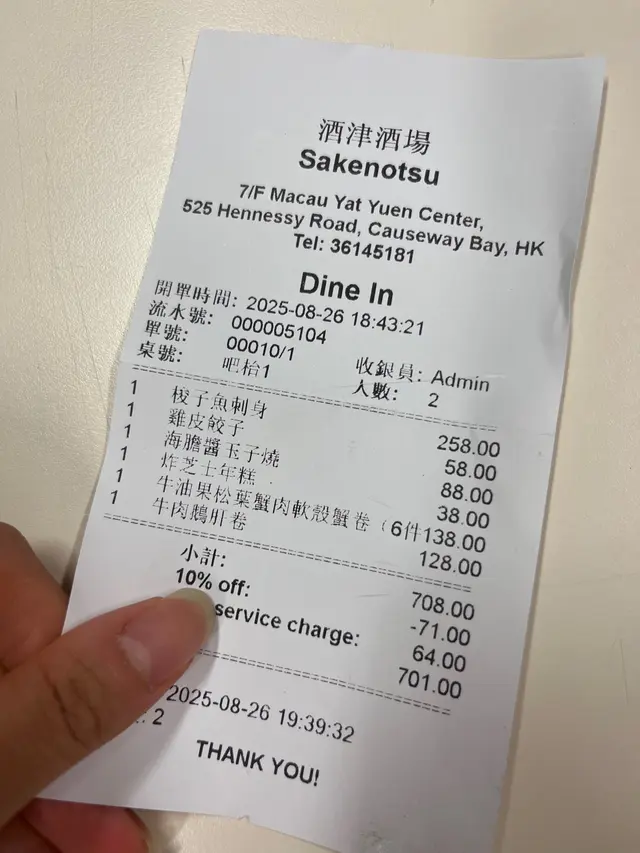 酒津酒場
Sakenotsu
7/F Macau Yat Yuen Center,
525 Hennessy Road, Causeway Bay, HK
Tel: 36145181
Dine In
開單時間: 2025-08-26 18:43:21
流水號: 000005104
單號: 00010/1 收銀員: Admin
桌號: 吧枱1 人數: 2
1 梭子魚刺身 258.00
1 雞皮餃子 58.00
1 海膽醬玉子燒 88.00
1 炸芝士年糕 38.00
1 牛油果松葉蟹肉軟殼蟹卷（6件138.00
1 牛肉鵝肝卷 128.00
小計: 708.00
10% off: -71.00
service charge: 64.00
701.00
2025-08-26 19:39:32
: 2
THANK YOU!